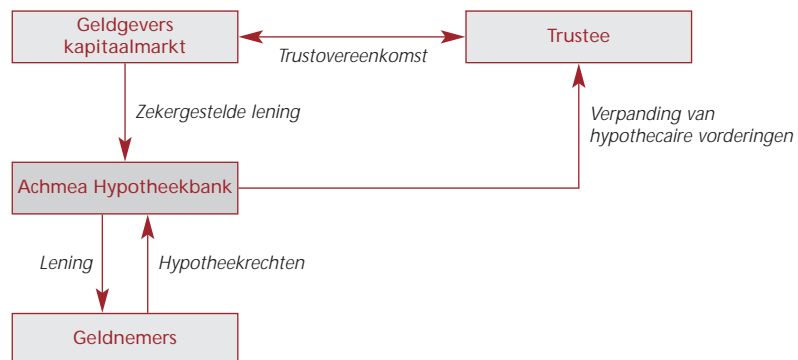 Geldgevers
kapitaalmarkt
Trustee
Trustovereenkomst
Zekergestelde lening
Verpanding van
hypothecaire vorderingen
Achmea Hypotheekbank
Lening
Hypotheekrechten
Geldnemers